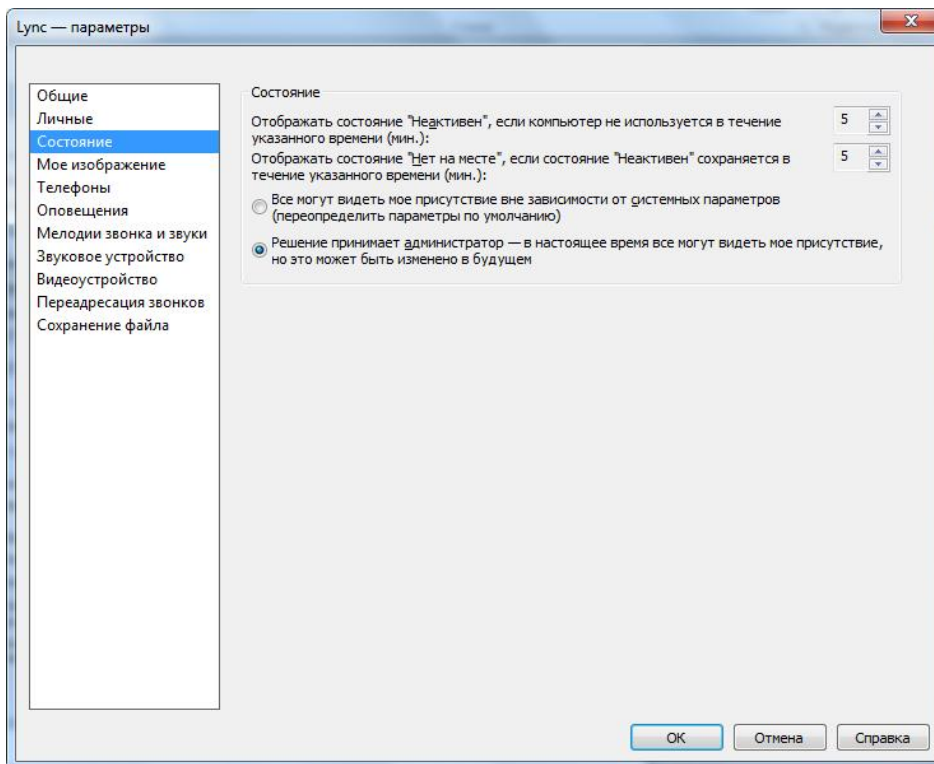 Lync — параметры
Общие
Личные
Состояние
Мое изображение
Телефоны
Оповещения
Мелодии звонка и звуки
Звуковое устройство
Видеоустройство
Переадресация звонков
Сохранение файла
Состояние
Отображать состояние "Неактивен", если компьютер не используется в течение
указанного времени (мин.):
5
Отображать состояние "Нет на месте", если состояние "Неактивен" сохраняется в
течение указанного времени (мин.):
5
Все могут видеть мое присутствие вне зависимости от системных параметров
(переопределить параметры по умолчанию)
Решение принимает администратор — в настоящее время все могут видеть мое присутствие,
но это может быть изменено в будущем
ОК
Отмена
Справка